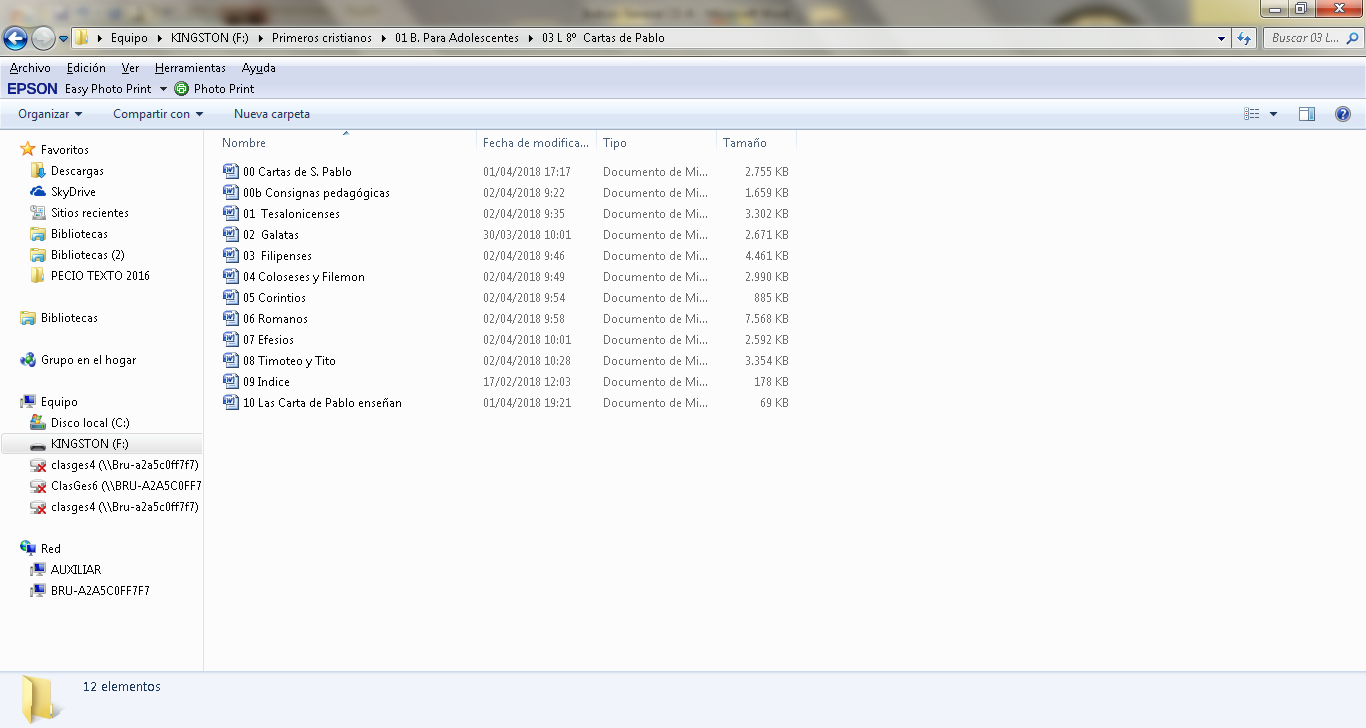 Equipo KINGSTON (F:) Primeros cristianos 01 B. Para Adolescentes 03 L 8º Cartas de Pablo Buscar 03 L...
Archivo Edición Ver Herramientas Ayuda
EPSON Easy Photo Print Photo Print
Organizar Compartir con Nueva carpeta
Favoritos
Descargas
SkyDrive
Sitios recientes
Bibliotecas
Bibliotecas (2)
PECIO TEXTO 2016
Bibliotecas
Grupo en el hogar
Equipo
Disco local (C:)
KINGSTON (F:)
clasges4 (\\Bru-a2a5c0ff7f7)
ClasGes6 (\\BRU-A2A5C0FF7
clasges4 (\\Bru-a2a5c0ff7f7)
Red
AUXILIAR
BRU-A2A5C0FF7F7
Nombre Fecha de modifica... Tipo Tamaño
00 Cartas de S. Pablo 01/04/2018 17:17 Documento de Mi... 2.755 KB
00b Consignas pedagógicas 02/04/2018 9:22 Documento de Mi... 1.659 KB
01 Tesalonicenses 02/04/2018 9:35 Documento de Mi... 3.302 KB
02 Galatas 30/03/2018 10:01 Documento de Mi... 2.671 KB
03 Filipenses 02/04/2018 9:46 Documento de Mi... 4.461 KB
04 Coloseses y Filemon 02/04/2018 9:49 Documento de Mi... 2.990 KB
05 Corintios 02/04/2018 9:54 Documento de Mi... 885 KB
06 Romanos 02/04/2018 9:58 Documento de Mi... 7.568 KB
07 Efesios 02/04/2018 10:01 Documento de Mi... 2.592 KB
08 Timoteo y Tito 02/04/2018 10:28 Documento de Mi... 3.354 KB
09 Indice 17/02/2018 12:03 Documento de Mi... 178 KB
10 Las Carta de Pablo enseñan 01/04/2018 19:21 Documento de Mi... 69 KB
12 elementos